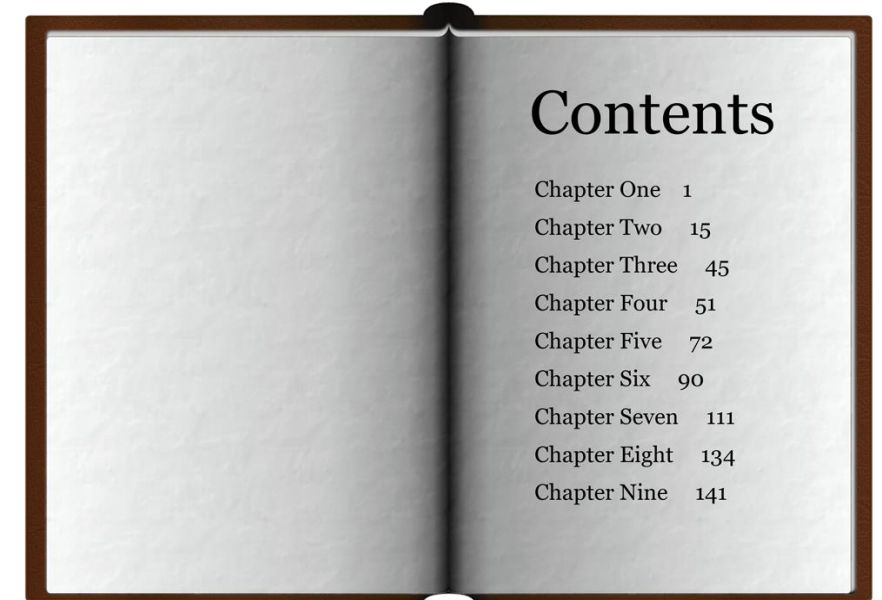 Contents
Chapter One 1
Chapter Two 15
Chapter Three 45
Chapter Four 51
Chapter Five 72
Chapter Six 90
Chapter Seven 111
Chapter Eight 134
Chapter Nine 141